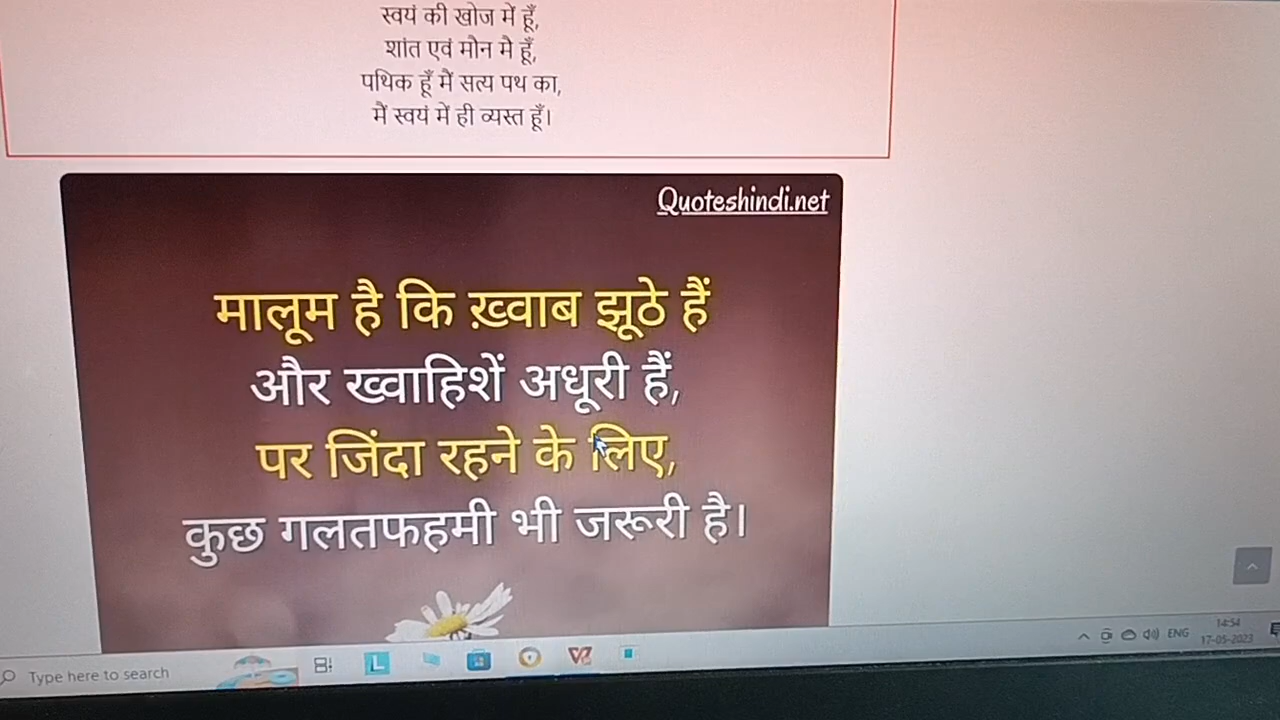 स्वयं की खोज में हूँ,
शांत एवं मौन मै हूँ,
पथिक हूँ मैं सत्य पथ का,
मैं स्वयं में ही व्यस्त हूँ।
Quoteshindi.net
मालूम है कि ख़्वाब झूठे हैं
और ख्वाहिशें अधूरी हैं,
पर जिंदा रहने के लिए,
कुछ गलतफहमी भी जरूरी है।
Type here to search
L
ENG
14:54
17-05-2023